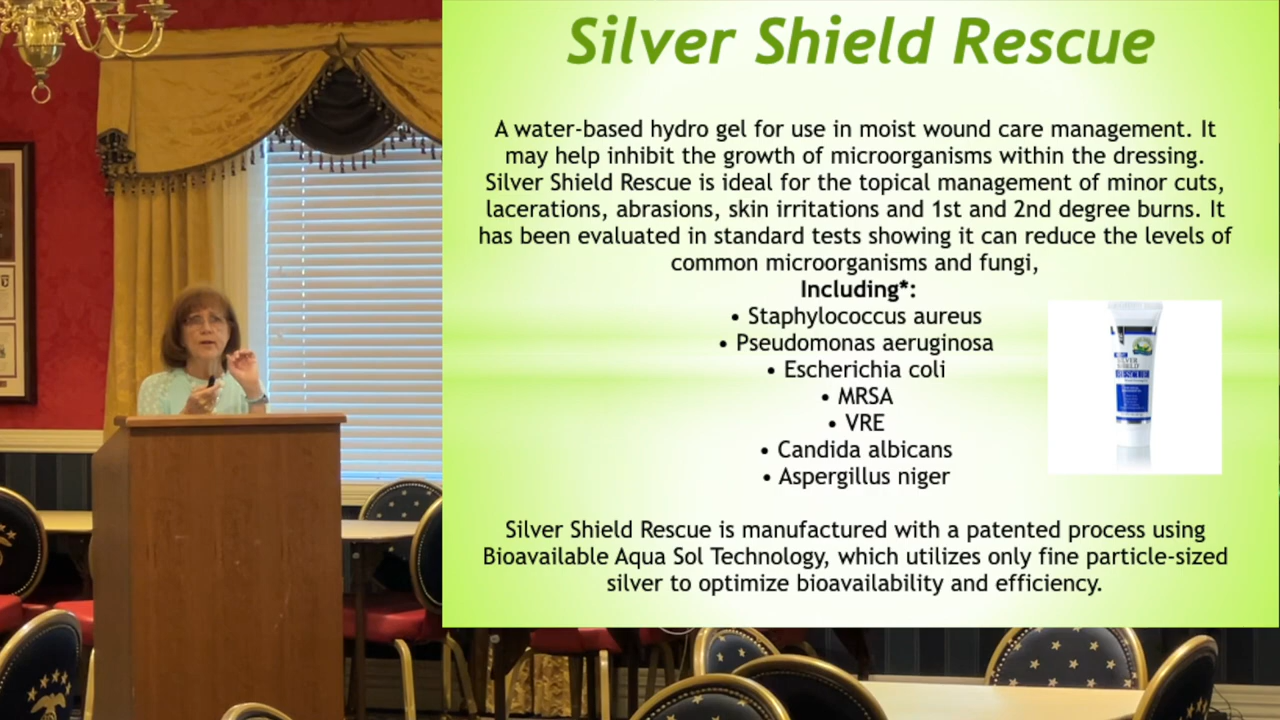 Silver Shield Rescue
A water-based hydro gel for use in moist wound care management. It
may help inhibit the growth of microorganisms within the dressing.
Silver Shield Rescue is ideal for the topical management of minor cuts,
lacerations, abrasions, skin irritations and 1st and 2nd degree burns. It
has been evaluated in standard tests showing it can reduce the levels of
common microorganisms and fungi,
Including*:
• Staphylococcus aureus
• Pseudomonas aeruginosa
• Escherichia coli
• MRSA
• VRE
• Candida albicans
• Aspergillus niger
SILVER
SHIELD
RESCUE
Silver Shield Rescue is manufactured with a patented process using
Bioavailable Aqua Sol Technology, which utilizes only fine particle-sized
silver to optimize bioavailability and efficiency.